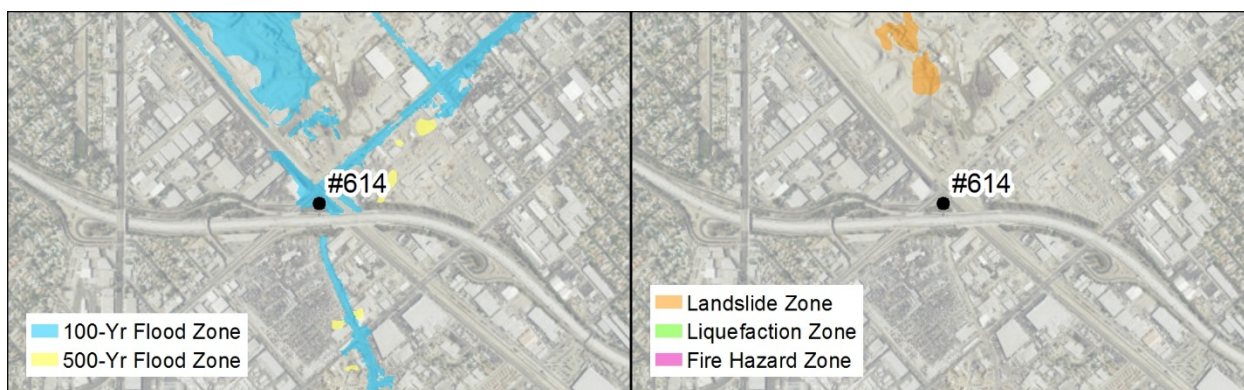 #614
100-Yr Flood Zone
500-Yr Flood Zone
#614
Landslide Zone
Liquefaction Zone
Fire Hazard Zone